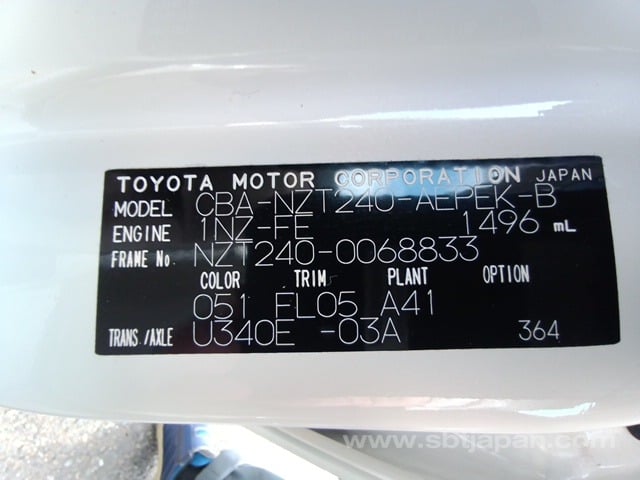 TOYOTA MOTOR CORPORATION JAPAN
MODEL CBA-NZT240-AEPEK-B
ENGINE 1NZ-FE 1496 mL
FRAME No. NZT240-0068833
COLOR TRIM PLANT OPTION
051 FL05 A41
TRANS./AXLE U340E -03A 364
www.sbtjapan.com